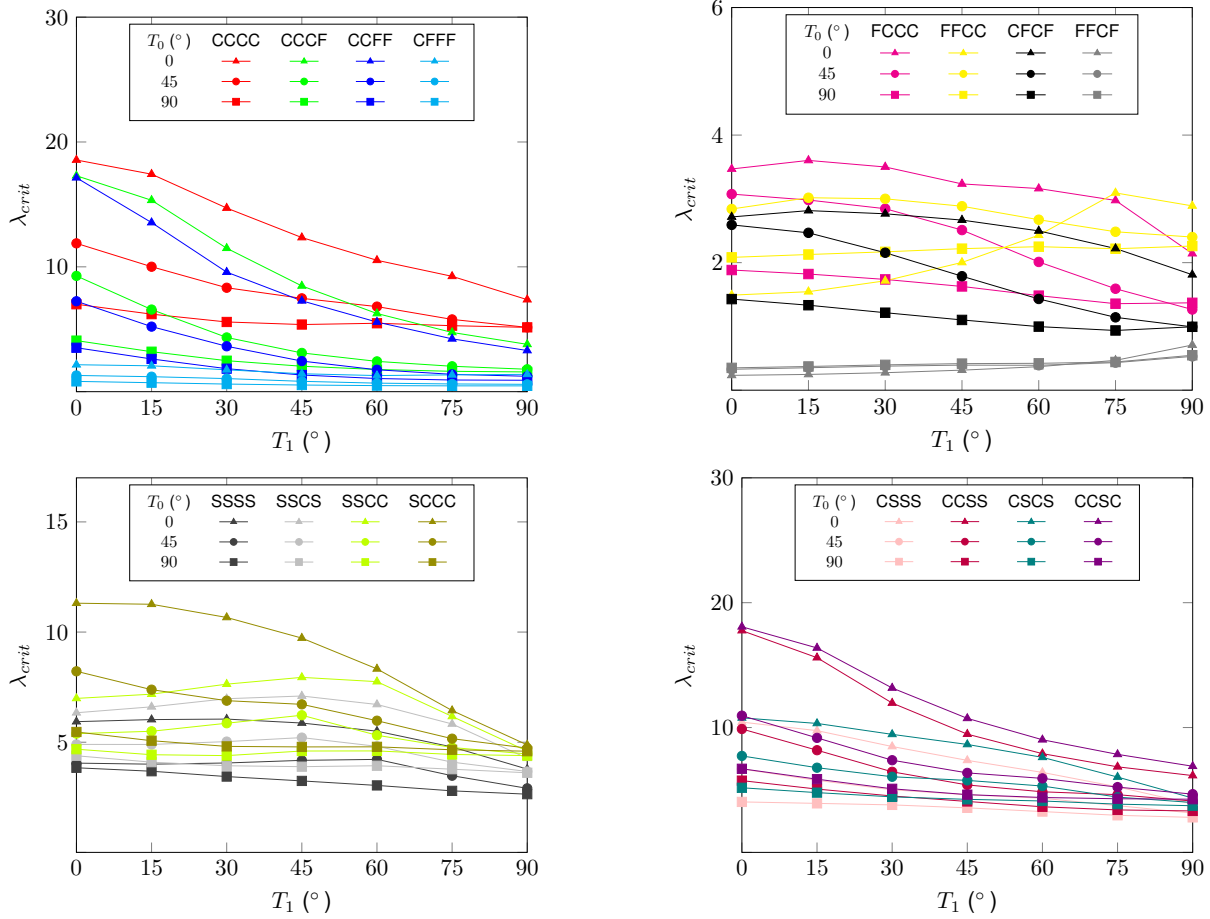 30
T₀ (°) CCCC CCCF CCFF CFFF
0
45
90
20
10
0
λcrit
0 15 30 45 60 75 90
T₁ (°)
6
T₀ (°) FCCC FFCC CFCF FFCF
0
45
90
4
2
λcrit
0 15 30 45 60 75 90
T₁ (°)
T₀ (°) SSSS SSCS SSCC SCCC
0
45
90
15
10
5
λcrit
0 15 30 45 60 75 90
T₁ (°)
30
T₀ (°) CSSS CCSS CSCS CCSC
0
45
90
20
10
λcrit
0 15 30 45 60 75 90
T₁ (°)